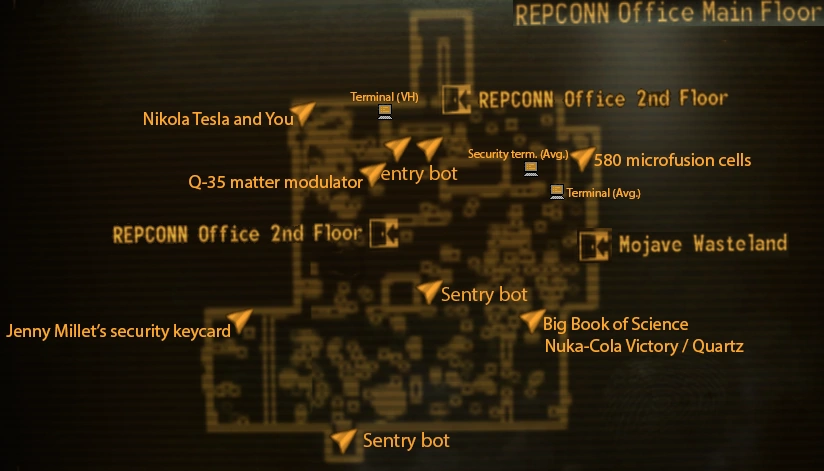 REPCONN Office Main Floor
Terminal (VH)
REPCONN Office 2nd Floor
Nikola Tesla and You
Security term. (Avg.)
580 microfusion cells
entry bot
Q-35 matter modulator
Terminal (Avg.)
REPCONN Office 2nd Floor
Mojave Wasteland
Sentry bot
Jenny Millet's security keycard
Big Book of Science
Nuka-Cola Victory / Quartz
Sentry bot